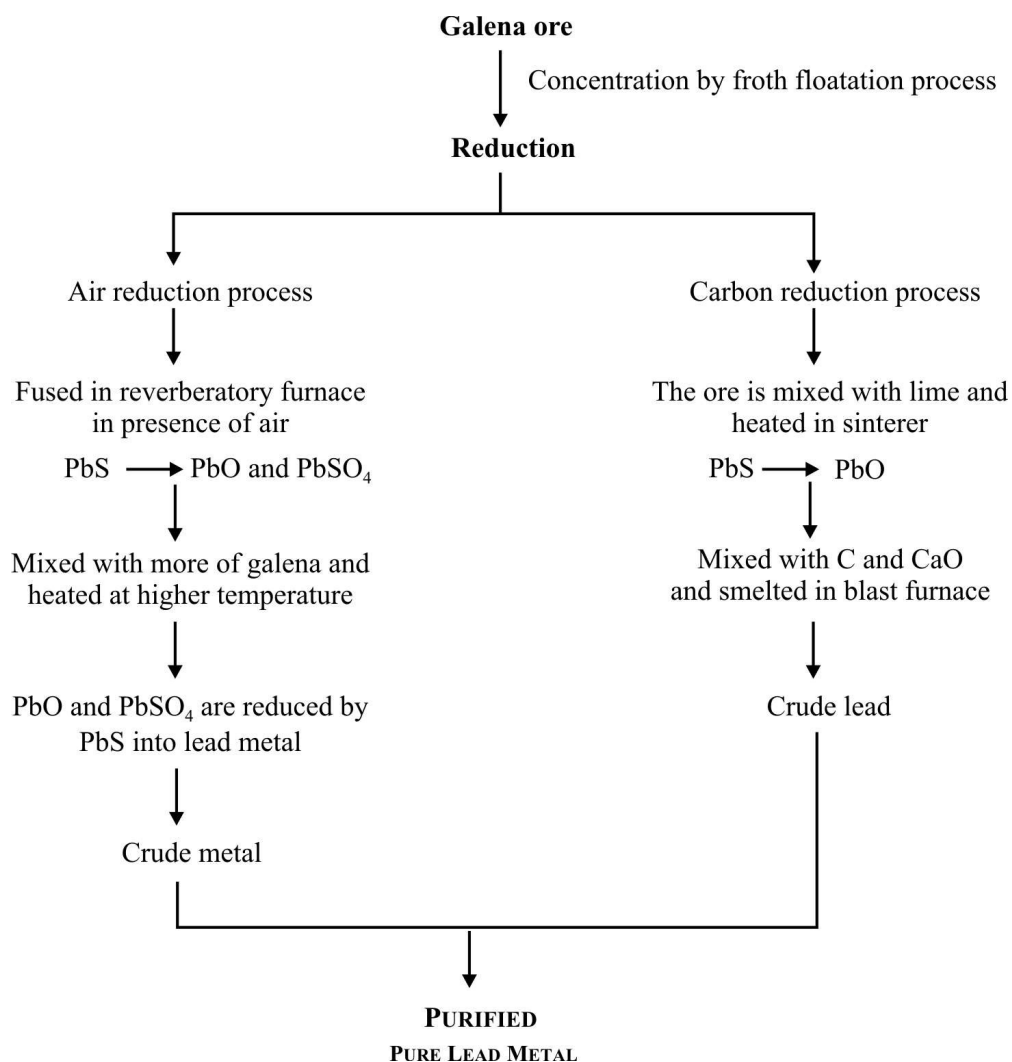 Galena ore
Concentration by froth floatation process
Reduction
Air reduction process
Fused in reverberatory furnace
in presence of air
PbS → PbO and PbSO₄
Mixed with more of galena and
heated at higher temperature
PbO and PbSO₄ are reduced by
PbS into lead metal
Crude metal
Carbon reduction process
The ore is mixed with lime and
heated in sinterer
PbS → PbO
Mixed with C and CaO
and smelted in blast furnace
Crude lead
PURIFIED
PURE LEAD METAL